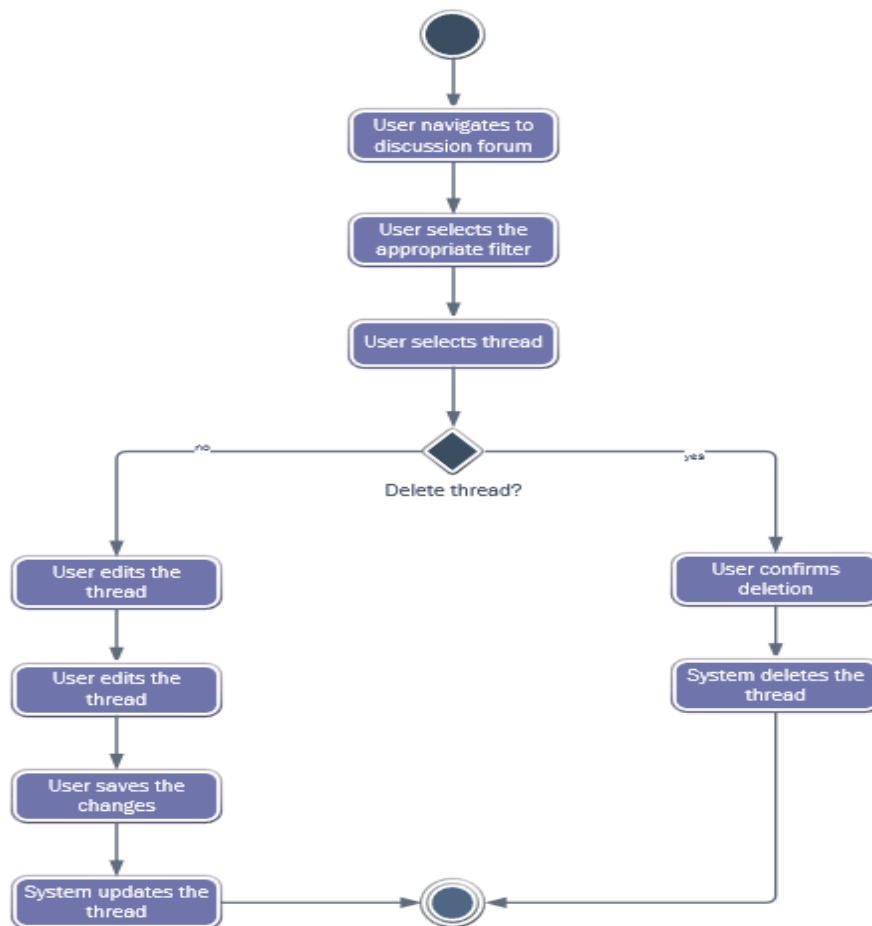 User navigates to
discussion forum
User selects the
appropriate filter
User selects thread
no
yes
Delete thread?
User edits the
thread
User confirms
deletion
User edits the
thread
System deletes the
thread
User saves the
changes
System updates the
thread